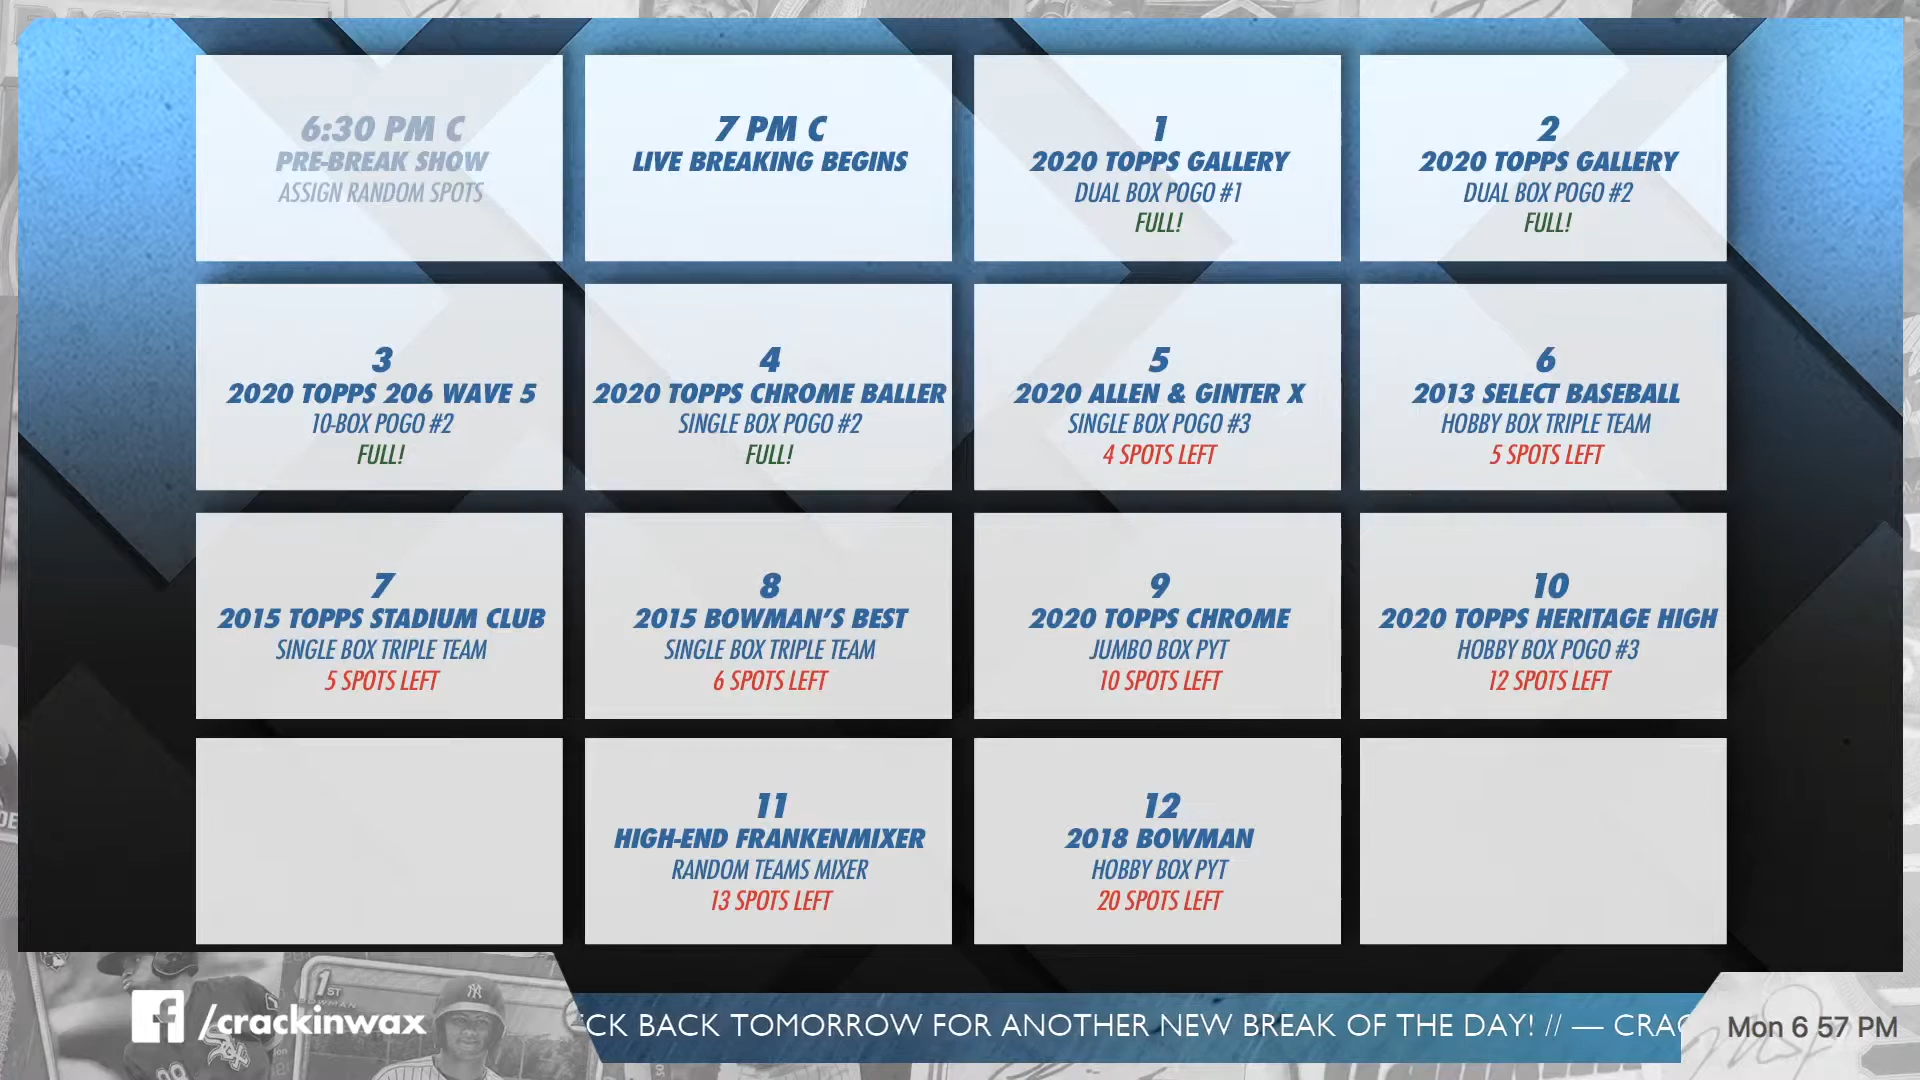 6:30 PM C
PRE-BREAK SHOW
ASSIGN RANDOM SPOTS
7 PM C
LIVE BREAKING BEGINS
1
2020 TOPPS GALLERY
DUAL BOX POGO #1
FULL!
2
2020 TOPPS GALLERY
DUAL BOX POGO #2
FULL!
3
2020 TOPPS 206 WAVE 5
10-BOX POGO #2
FULL!
4
2020 TOPPS CHROME BALLER
SINGLE BOX POGO #2
FULL!
5
2020 ALLEN & GINTER X
SINGLE BOX POGO #3
4 SPOTS LEFT
6
2013 SELECT BASEBALL
HOBBY BOX TRIPLE TEAM
5 SPOTS LEFT
7
2015 TOPPS STADIUM CLUB
SINGLE BOX TRIPLE TEAM
5 SPOTS LEFT
8
2015 BOWMAN’S BEST
SINGLE BOX TRIPLE TEAM
6 SPOTS LEFT
9
2020 TOPPS CHROME
JUMBO BOX PYT
10 SPOTS LEFT
10
2020 TOPPS HERITAGE HIGH
HOBBY BOX POGO #3
12 SPOTS LEFT
11
HIGH-END FRANKENMIXER
RANDOM TEAMS MIXER
13 SPOTS LEFT
12
2018 BOWMAN
HOBBY BOX PYT
20 SPOTS LEFT
1ST
BOWMAN
/crackinwax
CK BACK TOMORROW FOR ANOTHER NEW BREAK OF THE DAY! // — CRAC
Mon 6 57 PM